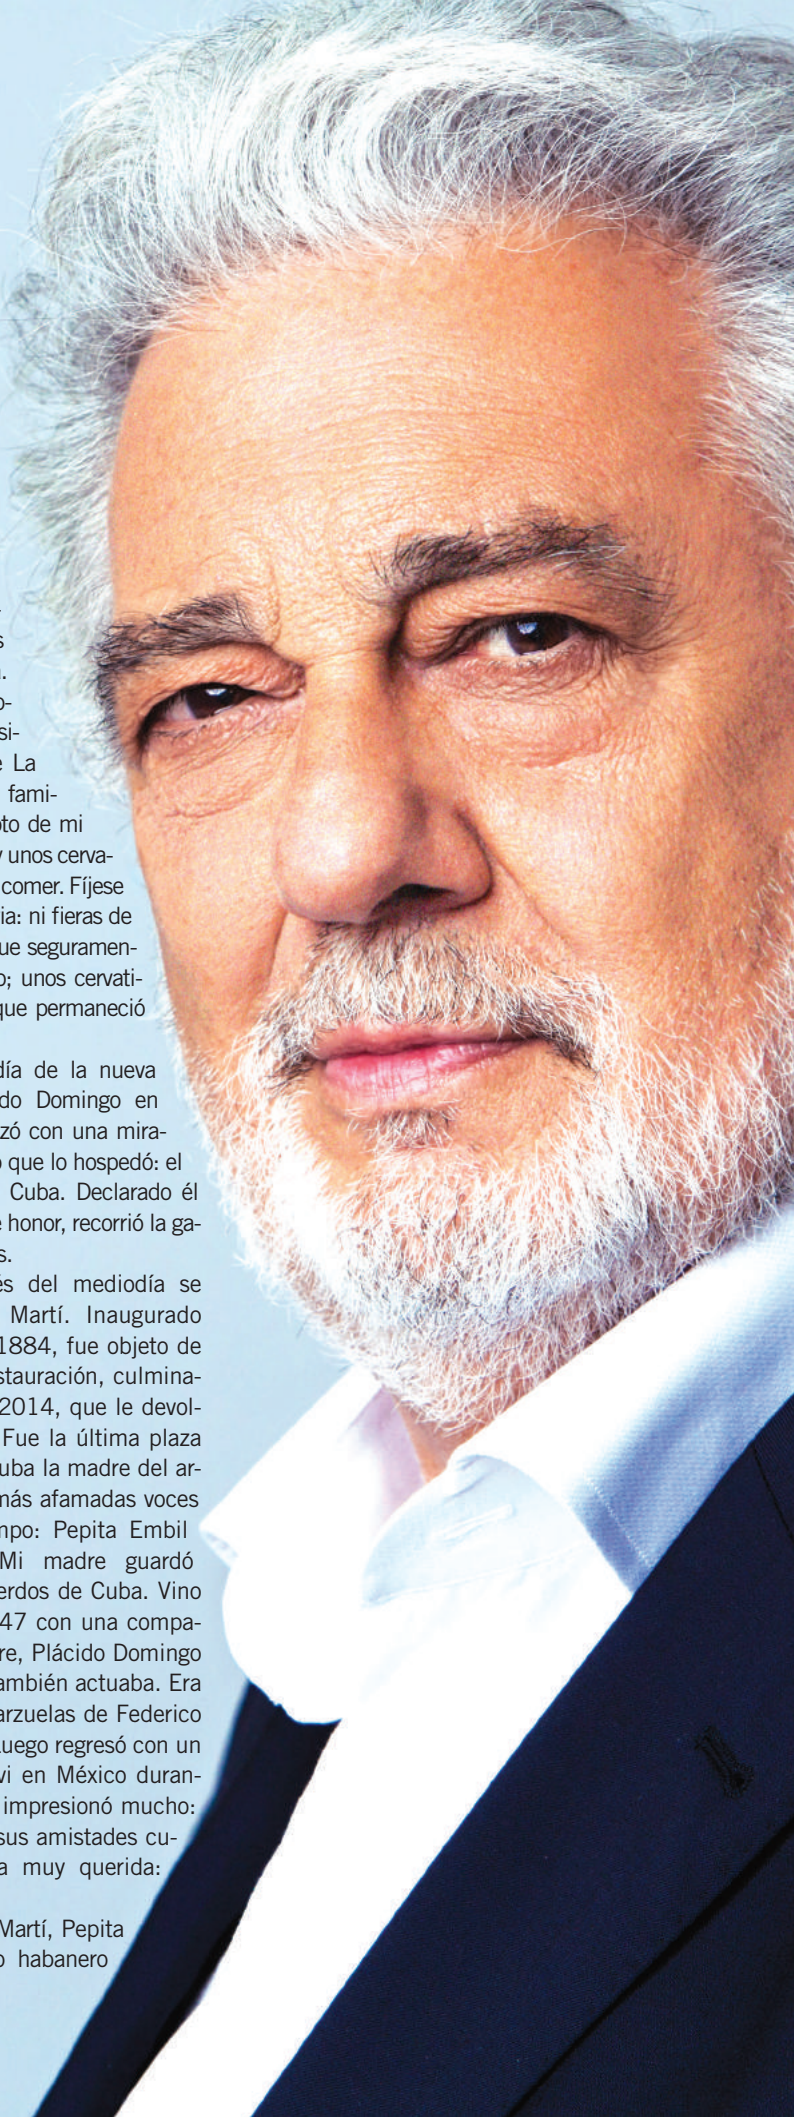 s
o-
si-
e La
fami-
oto de mi
y unos cerva-
comer. Fíjese
ia: ni fieras de
ue seguramen-
o; unos cervati-
que permaneció
día de la nueva
do Domingo en
zó con una mira-
o que lo hospedó: el
Cuba. Declarado él
e honor, recorrió la ga-
s.
és del mediodía se
Martí. Inaugurado
1884, fue objeto de
stauración, culmina-
2014, que le devol-
Fue la última plaza
uba la madre del ar-
más afamadas voces
mpo: Pepita Embil
Mi madre guardó
erdos de Cuba. Vino
47 con una compa-
re, Plácido Domingo
también actuaba. Era
arzuelas de Federico
Luego regresó con un
vi en México duran-
impresionó mucho:
sus amistades cu-
a muy querida:
Martí, Pepita
o habanero